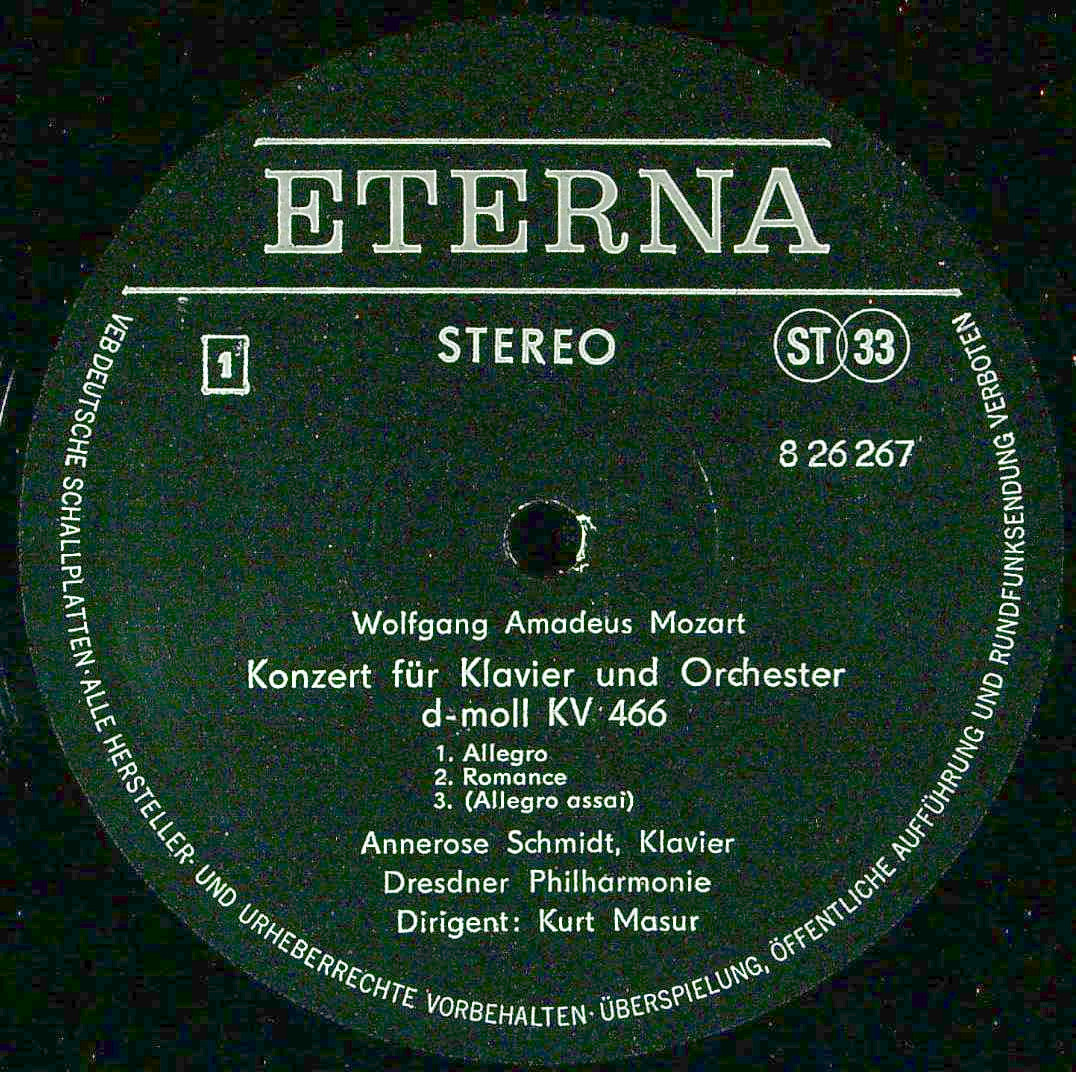 ETERNA
1
STEREO
ST 33
8 26 267
Wolfgang Amadeus Mozart
Konzert für Klavier und Orchester
d-moll KV 466
1. Allegro
2. Romance
3. (Allegro assai)
Annerose Schmidt, Klavier
Dresdner Philharmonie
Dirigent: Kurt Masur
VEB DEUTSCHE SCHALLPLATTEN · ALLE HERSTELLER- UND URHEBERRECHTE VORBEHALTEN · ÜBERSPIELUNG, ÖFFENTLICHE AUFFÜHRUNG UND RUNDFUNKSENDUNG VERBOTEN